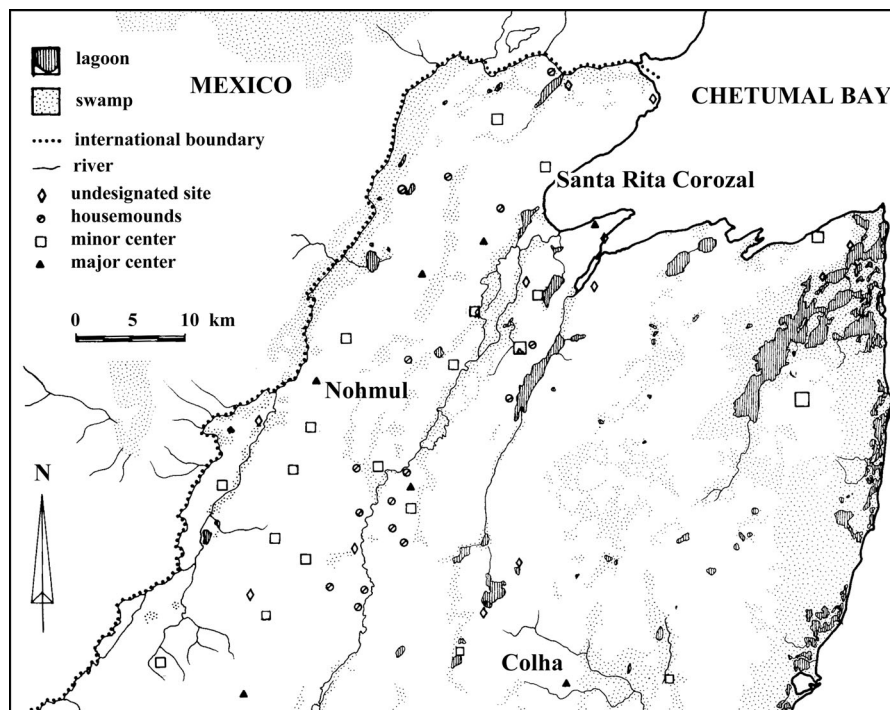 lagoon
MEXICO
swamp
CHETUMAL BAY
international boundary
river
undesignated site
housemounds
minor center
major center
Santa Rita Corozal
0 5 10 km
Nohmul
N
Colha